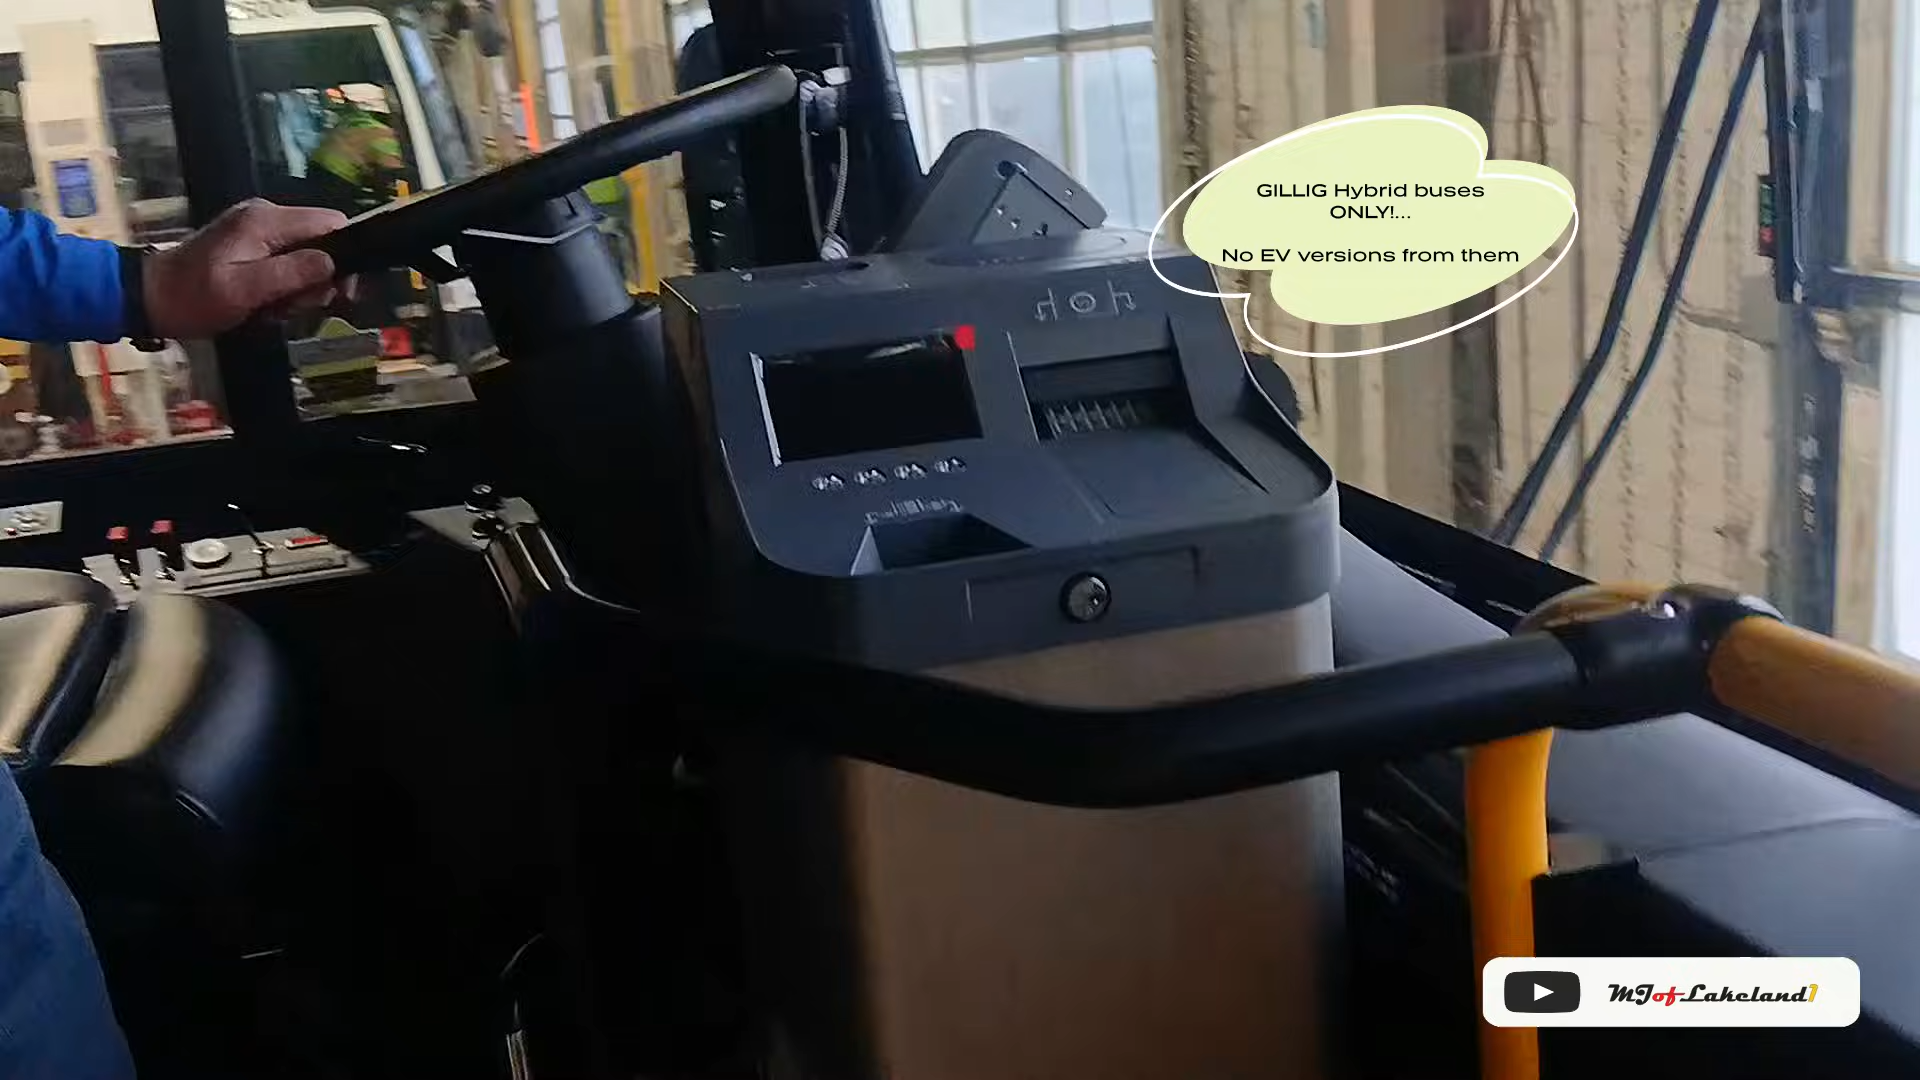 GILLIG Hybrid buses
ONLY!...
No EV versions from them
MJofLakeland1